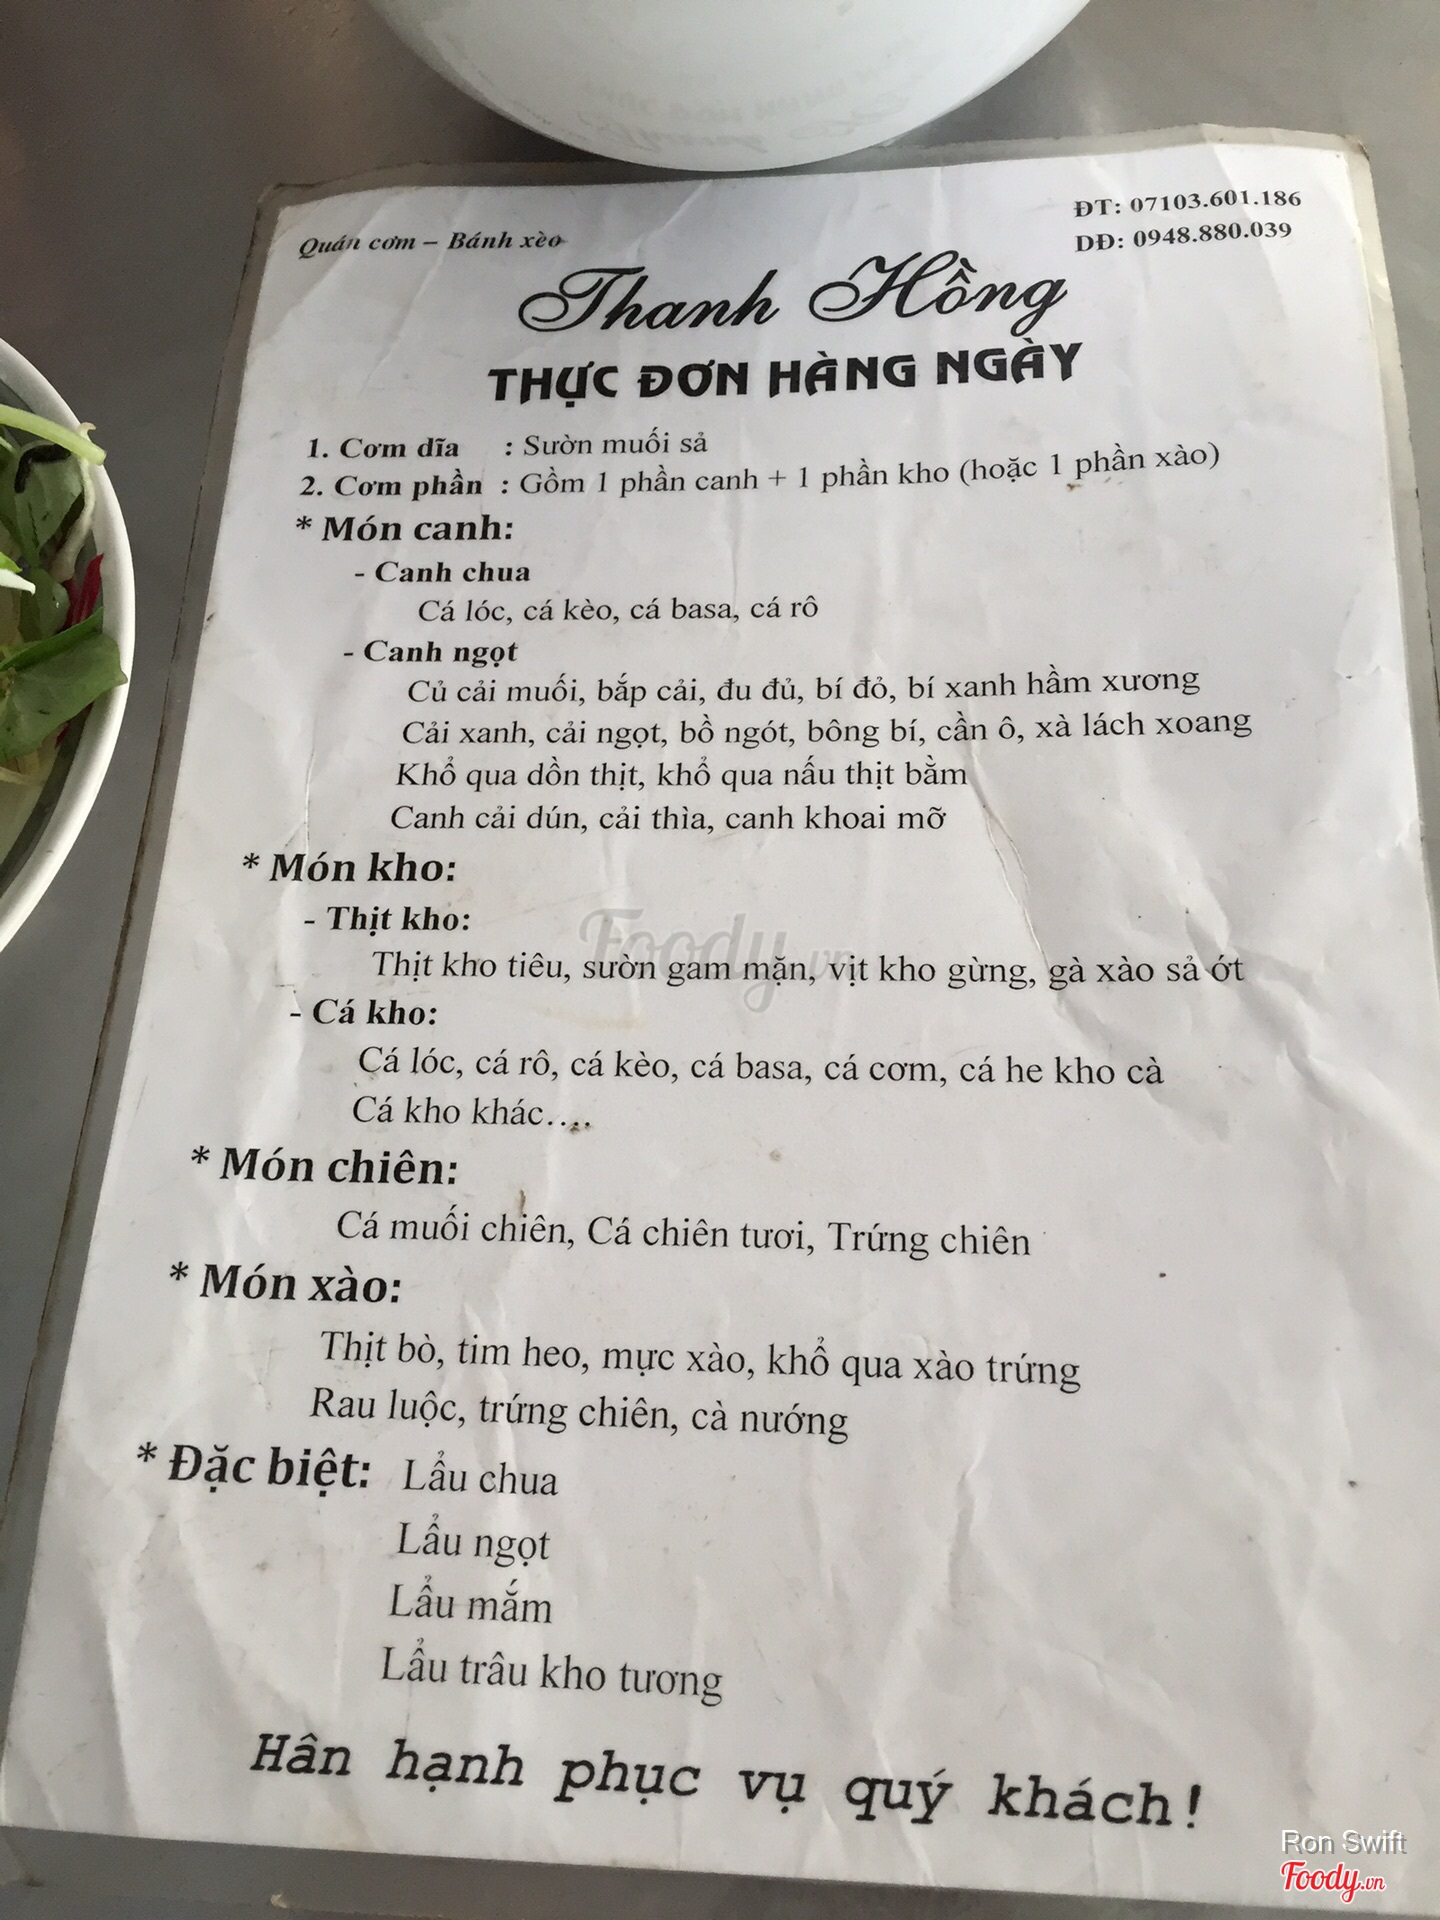 Quán cơm – Bánh xèo
ĐT: 07103.601.186
DĐ: 0948.880.039
Thanh Hồng
THỰC ĐƠN HÀNG NGÀY
1. Cơm dĩa : Sườn muối sả
2. Cơm phần : Gồm 1 phần canh + 1 phần kho (hoặc 1 phần xào)
* Món canh:
- Canh chua
Cá lóc, cá kèo, cá basa, cá rô
- Canh ngọt
Củ cải muối, bắp cải, đu đủ, bí đỏ, bí xanh hầm xương
Cải xanh, cải ngọt, bồ ngót, bông bí, cần ô, xà lách xoang
Khổ qua dồn thịt, khổ qua nấu thịt bằm
Canh cải dún, cải thìa, canh khoai mỡ
* Món kho:
- Thịt kho:
Thịt kho tiêu, sườn gam mặn, vịt kho gừng, gà xào sả ớt
- Cá kho:
Cá lóc, cá rô, cá kèo, cá basa, cá cơm, cá he kho cà
Cá kho khác....
* Món chiên:
Cá muối chiên, Cá chiên tươi, Trứng chiên
* Món xào:
Thịt bò, tim heo, mực xào, khổ qua xào trứng
Rau luộc, trứng chiên, cà nướng
* Đặc biệt: Lẩu chua
Lẩu ngọt
Lẩu mắm
Lẩu trâu kho tương
Hân hạnh phục vụ quý khách!
Foody.vn
Ron Swift
Foody.vn